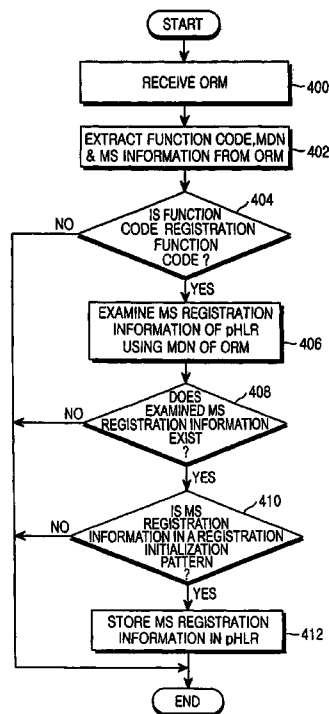 START
RECEIVE ORM
400
EXTRACT FUNCTION CODE,MDN
& MS INFORMATION FROM ORM
402
404
IS FUNCTION
CODE REGISTRATION
FUNCTION
CODE ?
NO
YES
EXAMINE MS REGISTRATION
INFORMATION OF pHLR
USING MDN OF ORM
406
408
DOES
EXAMINED MS
REGISTRATION INFORMATION
EXIST
?
NO
YES
410
IS MS
REGISTRATION
INFORMATION IN A REGISTRATION
INITIALIZATION
PATTERN
?
NO
YES
STORE MS REGISTRATION
INFORMATION IN pHLR
412
END